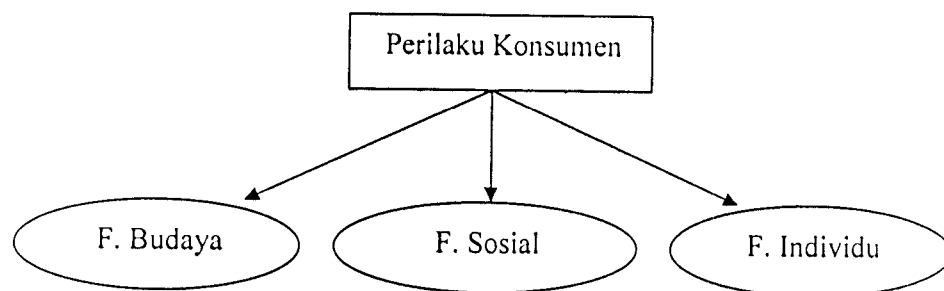 Perilaku Konsumen
F. Budaya
F. Sosial
F. Individu